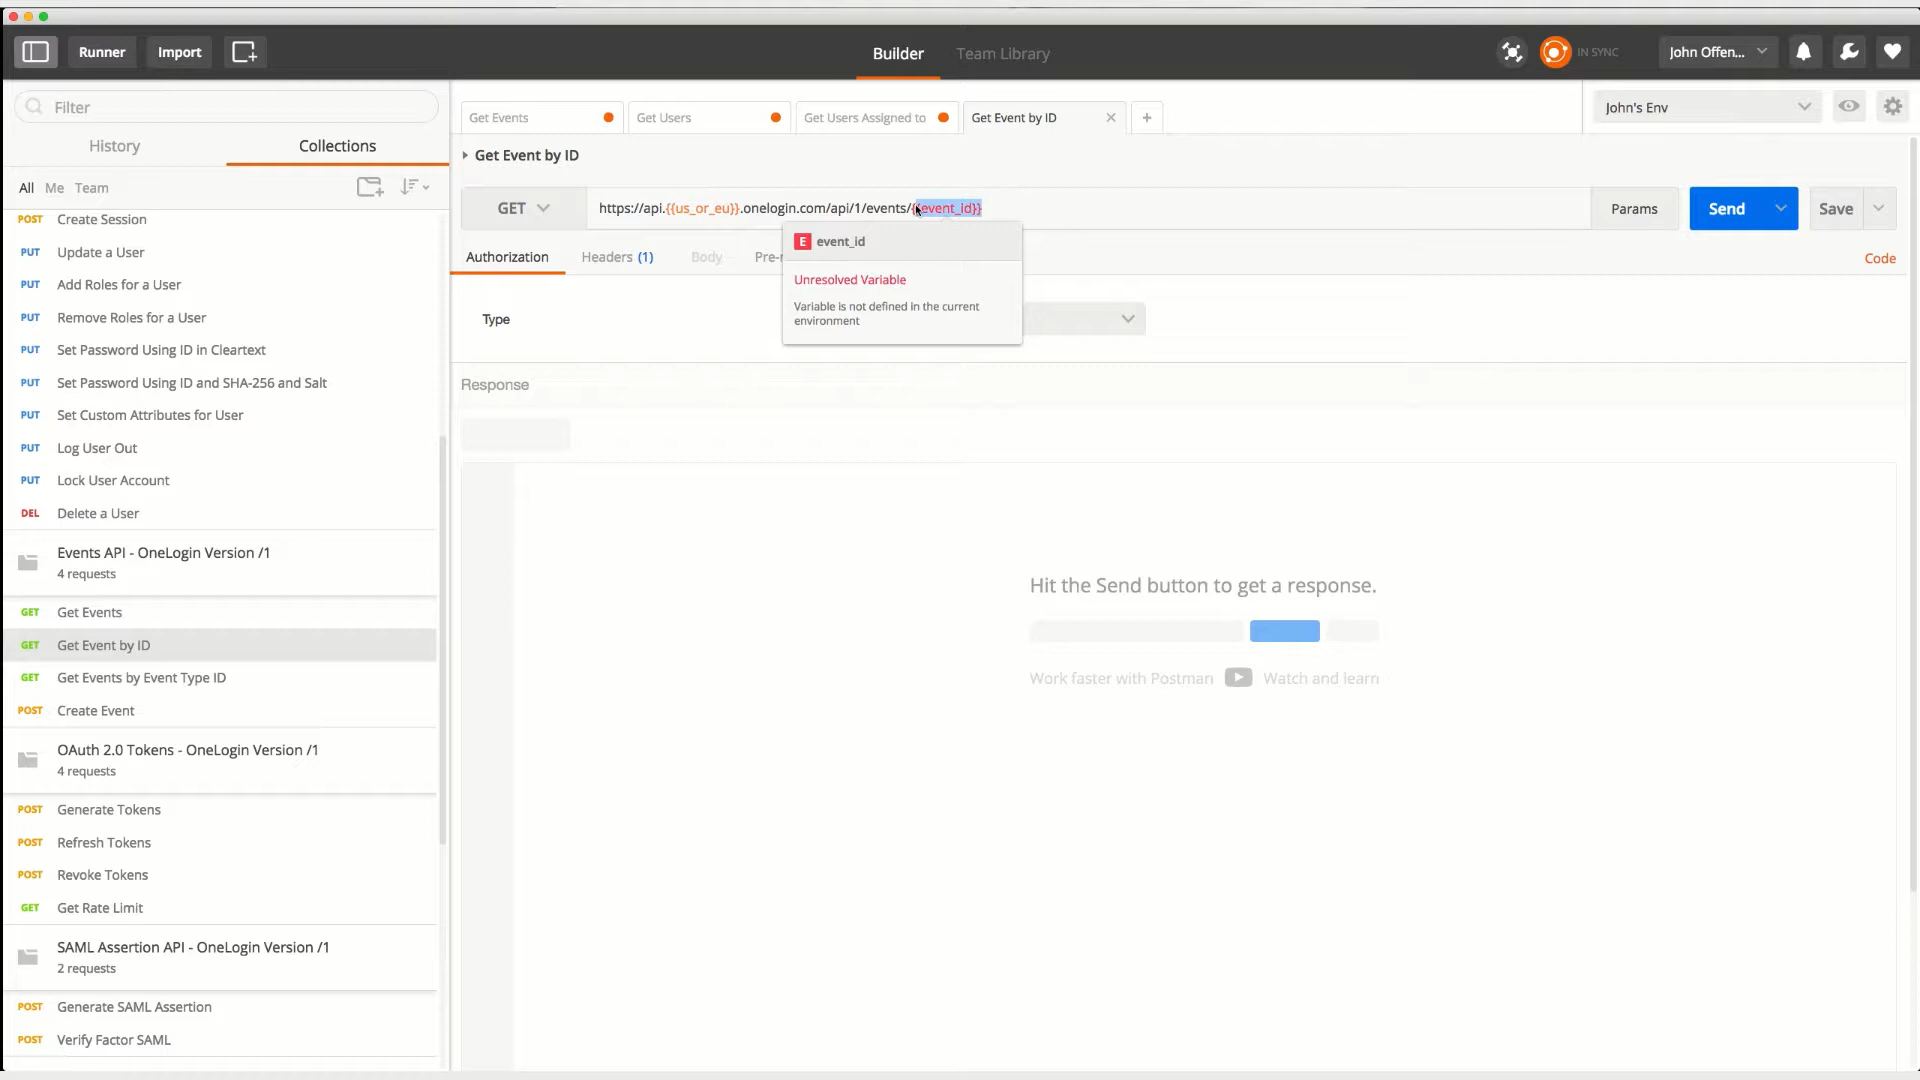 Runner
Import
Builder
Team Library
IN SYNC
John Offen...
Filter
History
Collections
All
Me
Team
POST Create Session
PUT Update a User
PUT Add Roles for a User
PUT Remove Roles for a User
PUT Set Password Using ID in Cleartext
PUT Set Password Using ID and SHA-256 and Salt
PUT Set Custom Attributes for User
PUT Log User Out
PUT Lock User Account
DEL Delete a User
Events API - OneLogin Version /1
4 requests
GET Get Events
GET Get Event by ID
GET Get Events by Event Type ID
POST Create Event
OAuth 2.0 Tokens - OneLogin Version /1
4 requests
POST Generate Tokens
POST Refresh Tokens
POST Revoke Tokens
GET Get Rate Limit
SAML Assertion API - OneLogin Version /1
2 requests
POST Generate SAML Assertion
POST Verify Factor SAML
Get Events
Get Users
Get Users Assigned to
Get Event by ID
John's Env
Get Event by ID
GET
https://api.{{us_or_eu}}.onelogin.com/api/1/events/{{event_id}}
Params
Send
Save
E event_id
Unresolved Variable
Variable is not defined in the current
environment
Authorization
Headers (1)
Body
Pre-r
Code
Type
Response
Hit the Send button to get a response.
Work faster with Postman
Watch and learn